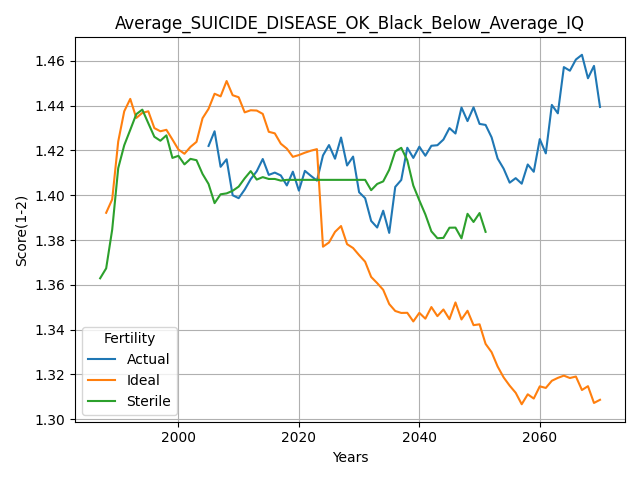 Average_SUICIDE_DISEASE_OK_Black_Below_Average_IQ
1.46
1.44
1.42
1.40
1.38
1.36
1.34
1.32
1.30
Score(1-2)
Fertility
Actual
Ideal
Sterile
2000 2020 2040 2060
Years